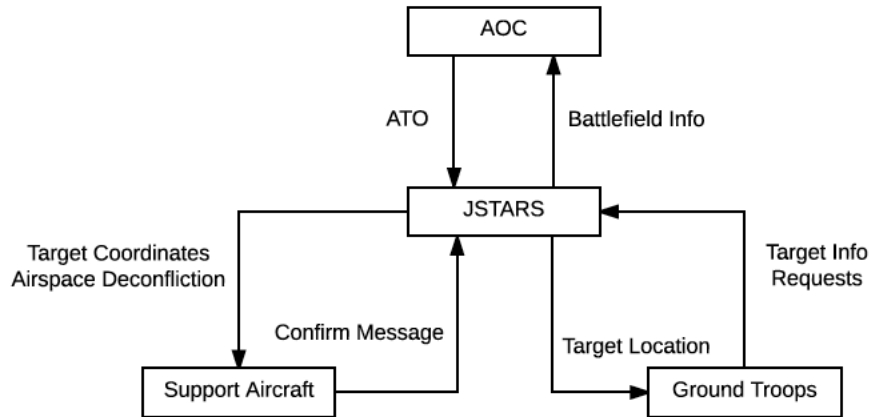 AOC
ATO
Battlefield Info
JSTARS
Target Coordinates
Airspace Deconfliction
Target Info
Requests
Confirm Message
Target Location
Support Aircraft
Ground Troops